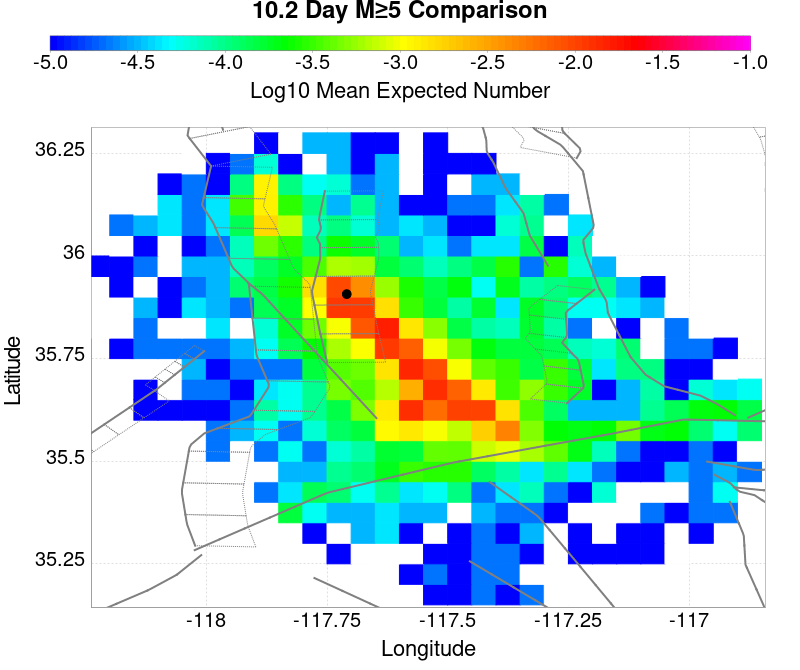 10.2 Day M≥5 Comparison
-5.0 -4.5 -4.0 -3.5 -3.0 -2.5 -2.0 -1.5 -1.0
Log10 Mean Expected Number
36.25
36
35.75
35.5
35.25
Latitude
-118 -117.75 -117.5 -117.25 -117
Longitude